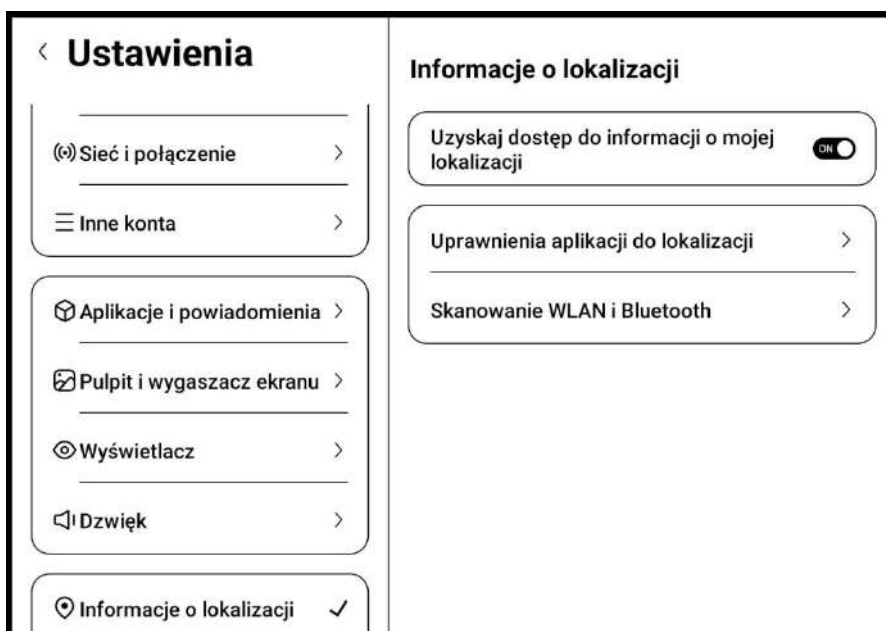 Ustawienia
Sieć i połączenie
Inne konta
Aplikacje i powiadomienia
Pulpit i wygaszacz ekranu
Wyświetlacz
Dzwięk
Informacje o lokalizacji
Informacje o lokalizacji
Uzyskaj dostęp do informacji o mojej
lokalizacji
ON
Uprawnienia aplikacji do lokalizacji
Skanowanie WLAN i Bluetooth